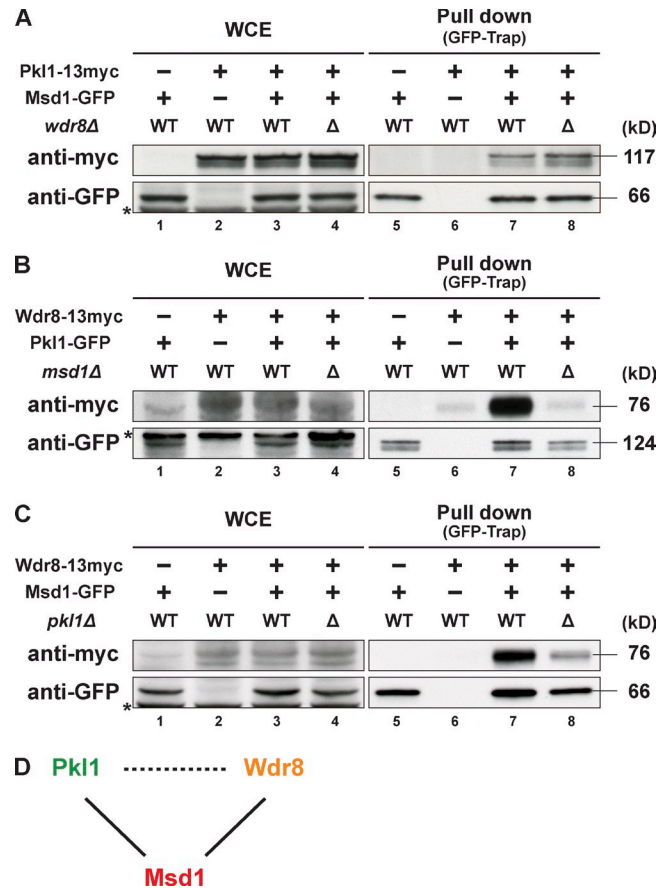 A
WCE Pull down
(GFP-Trap)
Pkl1-13myc − + + + − + + +
Msd1-GFP + − + + + − + +
wdr8Δ WT WT WT Δ WT WT WT Δ (kD)
anti-myc 117
anti-GFP 66
*
1 2 3 4 5 6 7 8
B
WCE Pull down
(GFP-Trap)
Wdr8-13myc − + + + − + + +
Pkl1-GFP + − + + + − + +
msd1Δ WT WT WT Δ WT WT WT Δ (kD)
anti-myc 76
anti-GFP * 124
1 2 3 4 5 6 7 8
C
WCE Pull down
(GFP-Trap)
Wdr8-13myc − + + + − + + +
Msd1-GFP + − + + + − + +
pkl1Δ WT WT WT Δ WT WT WT Δ (kD)
anti-myc 76
anti-GFP 66
*
1 2 3 4 5 6 7 8
D Pkl1 Wdr8
Msd1